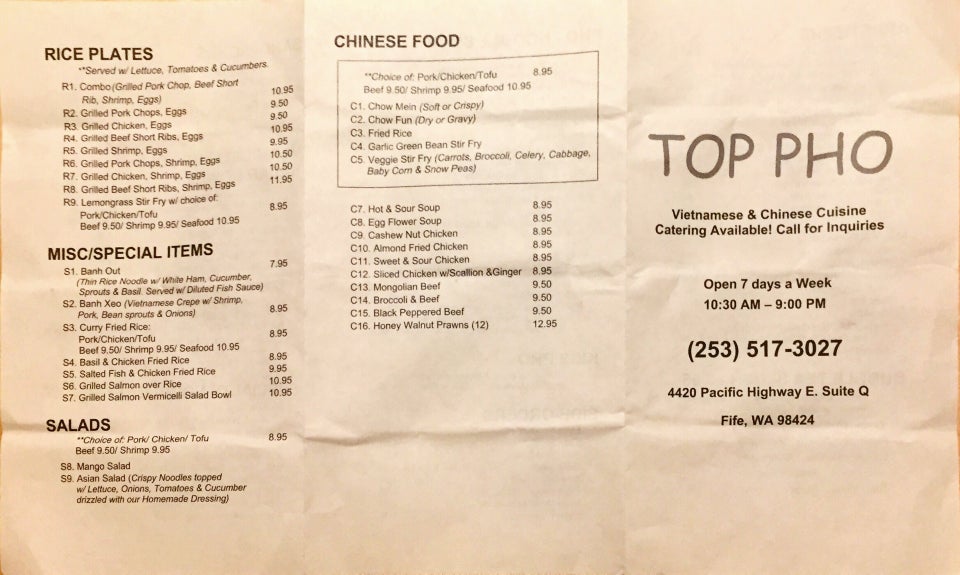 RICE PLATES
**Served w/ Lettuce, Tomatoes & Cucumbers.
R1. Combo (Grilled Pork Chop, Beef Short 10.95
Rib, Shrimp, Eggs)
R2. Grilled Pork Chops, Eggs 9.50
R3. Grilled Chicken, Eggs 9.50
R4. Grilled Beef Short Ribs, Eggs 10.95
R5. Grilled Shrimp, Eggs 9.95
R6. Grilled Pork Chops, Shrimp, Eggs 10.50
R7. Grilled Chicken, Shrimp, Eggs 10.50
R8. Grilled Beef Short Ribs, Shrimp, Eggs 11.95
R9. Lemongrass Stir Fry w/ choice of:
Pork/Chicken/Tofu 8.95
Beef 9.50/ Shrimp 9.95/ Seafood 10.95
MISC/SPECIAL ITEMS
S1. Banh Out 7.95
(Thin Rice Noodle w/ White Ham, Cucumber,
Sprouts & Basil. Served w/ Diluted Fish Sauce)
S2. Banh Xeo (Vietnamese Crepe w/ Shrimp,
Pork, Bean sprouts & Onions) 8.95
S3. Curry Fried Rice:
Pork/Chicken/Tofu 8.95
Beef 9.50/ Shrimp 9.95/ Seafood 10.95
S4. Basil & Chicken Fried Rice 8.95
S5. Salted Fish & Chicken Fried Rice 9.95
S6. Grilled Salmon over Rice 10.95
S7. Grilled Salmon Vermicelli Salad Bowl 10.95
SALADS
**Choice of: Pork/ Chicken/ Tofu 8.95
Beef 9.50/ Shrimp 9.95
S8. Mango Salad
S9. Asian Salad (Crispy Noodles topped
w/ Lettuce, Onions, Tomatoes & Cucumber
drizzled with our Homemade Dressing)
CHINESE FOOD
**Choice of: Pork/Chicken/Tofu 8.95
Beef 9.50/ Shrimp 9.95/ Seafood 10.95
C1. Chow Mein (Soft or Crispy)
C2. Chow Fun (Dry or Gravy)
C3. Fried Rice
C4. Garlic Green Bean Stir Fry
C5. Veggie Stir Fry (Carrots, Broccoli, Celery, Cabbage,
Baby Corn & Snow Peas)
C7. Hot & Sour Soup 8.95
C8. Egg Flower Soup 8.95
C9. Cashew Nut Chicken 8.95
C10. Almond Fried Chicken 8.95
C11. Sweet & Sour Chicken 8.95
C12. Sliced Chicken w/Scallion &Ginger 8.95
C13. Mongolian Beef 9.50
C14. Broccoli & Beef 9.50
C15. Black Peppered Beef 9.50
C16. Honey Walnut Prawns (12) 12.95
TOP PHO
Vietnamese & Chinese Cuisine
Catering Available! Call for Inquiries
Open 7 days a Week
10:30 AM – 9:00 PM
(253) 517-3027
4420 Pacific Highway E. Suite Q
Fife, WA 98424